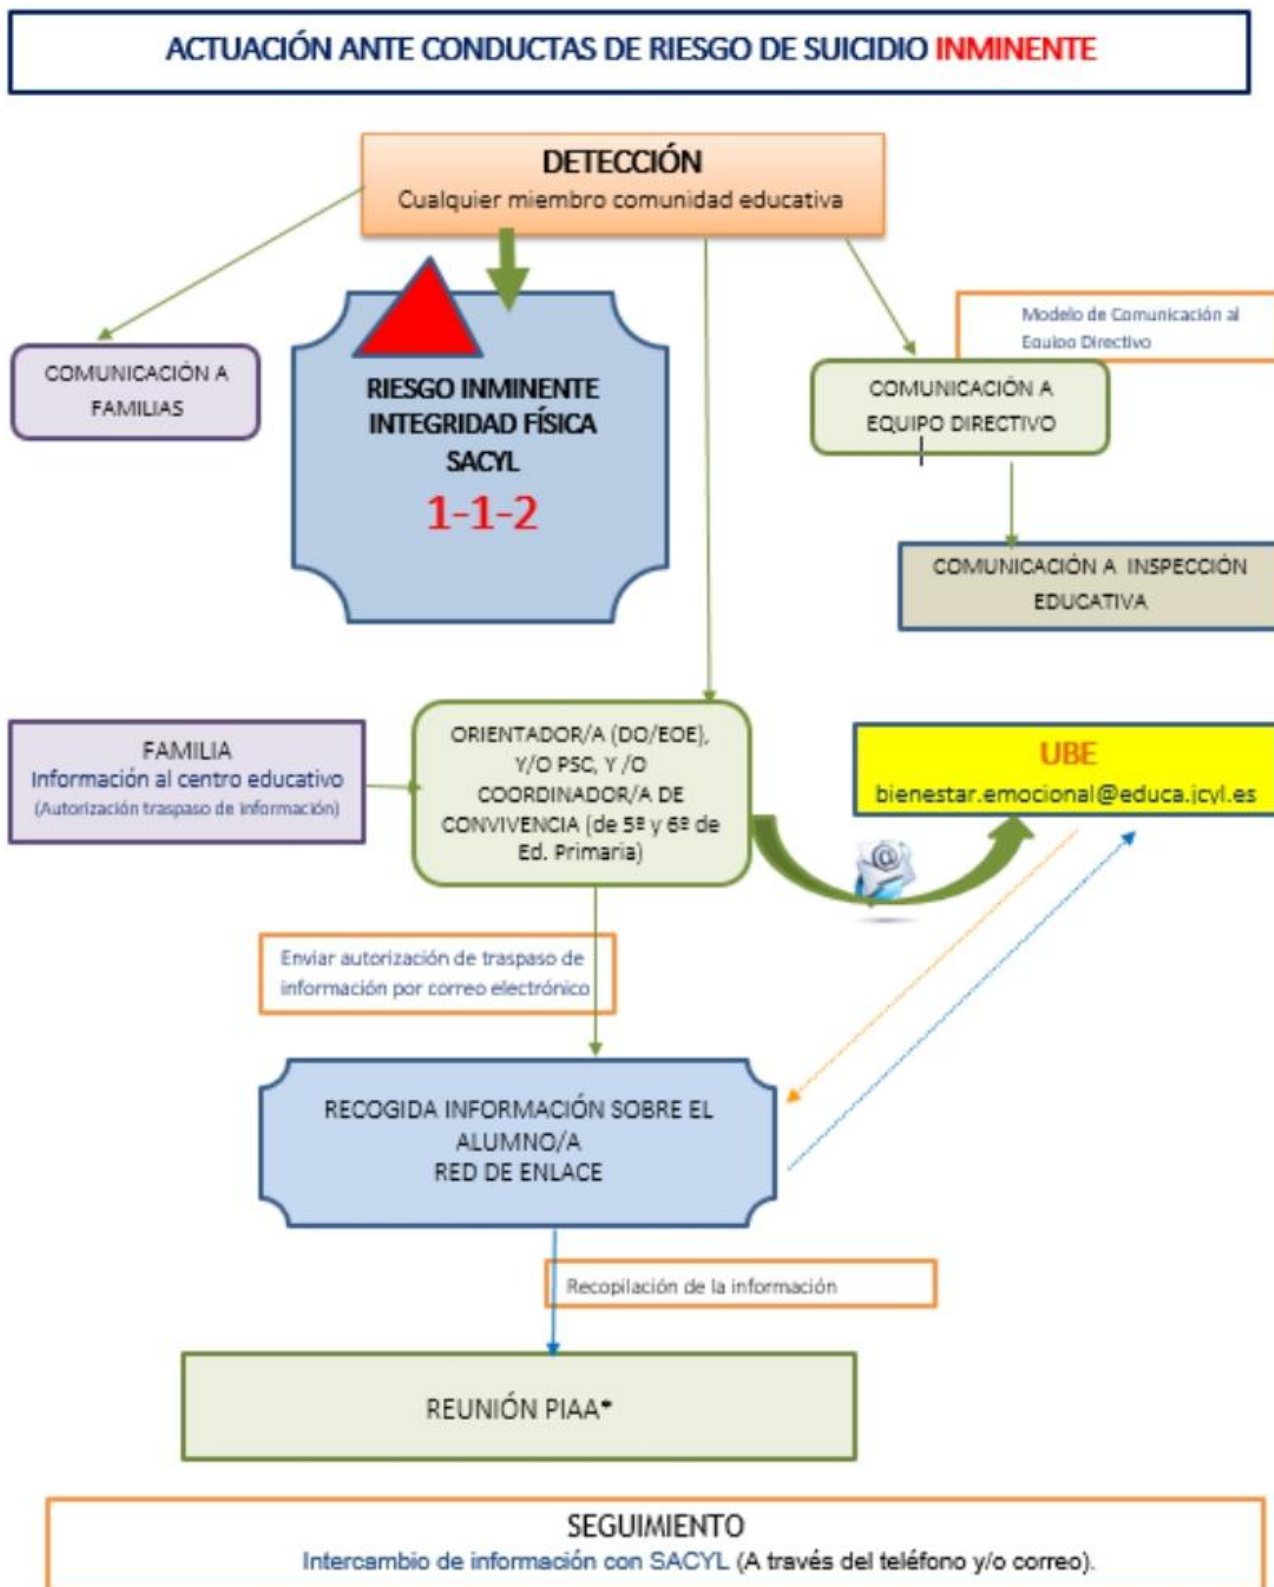 ACTUACIÓN ANTE CONDUCTAS DE RIESGO DE SUICIDIO INMINENTE
DETECCIÓN
Cualquier miembro comunidad educativa
COMUNICACIÓN A
FAMILIAS
RIESGO INMINENTE
INTEGRIDAD FÍSICA
SACYL
1-1-2
Modelo de Comunicación al
Equipo Directivo
COMUNICACIÓN A
EQUIPO DIRECTIVO
COMUNICACIÓN A INSPECCIÓN
EDUCATIVA
FAMILIA
Información al centro educativo
(Autorización traspaso de información)
ORIENTADOR/A (DO/EOE),
Y/O PSC, Y /O
COORDINADOR/A DE
CONVIVENCIA (de 5º y 6º de
Ed. Primaria)
UBE
bienestar.emocional@educa.jcyl.es
@
Enviar autorización de traspaso de
información por correo electrónico
RECOGIDA INFORMACIÓN SOBRE EL
ALUMNO/A
RED DE ENLACE
Recopilación de la información
REUNIÓN PIAA*
SEGUIMIENTO
Intercambio de información con SACYL (A través del teléfono y/o correo).